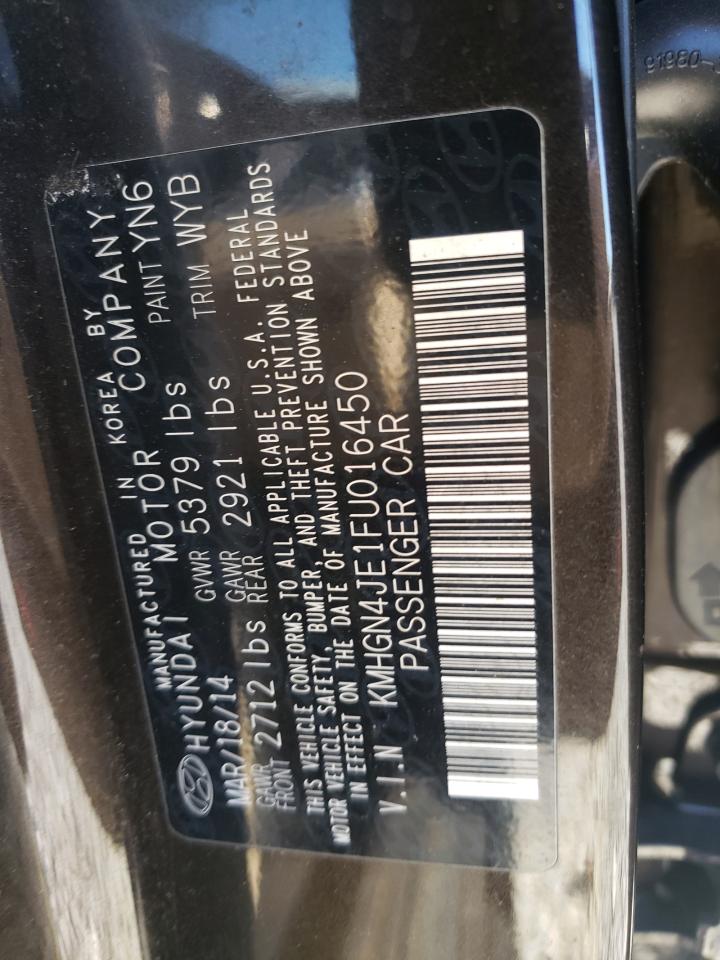 MANUFACTURED IN KOREA BY
HYUNDAI MOTOR COMPANY
MAR/18/14 GVWR 5379 lbs PAINT YN6
GAWR FRONT 2712 lbs GAWR REAR 2921 lbs TRIM WYB
THIS VEHICLE CONFORMS TO ALL APPLICABLE U.S.A. FEDERAL
MOTOR VEHICLE SAFETY, BUMPER, AND THEFT PREVENTION STANDARDS
IN EFFECT ON THE DATE OF MANUFACTURE SHOWN ABOVE
V.I.N KMHGN4JE1FU016450
PASSENGER CAR
91980-